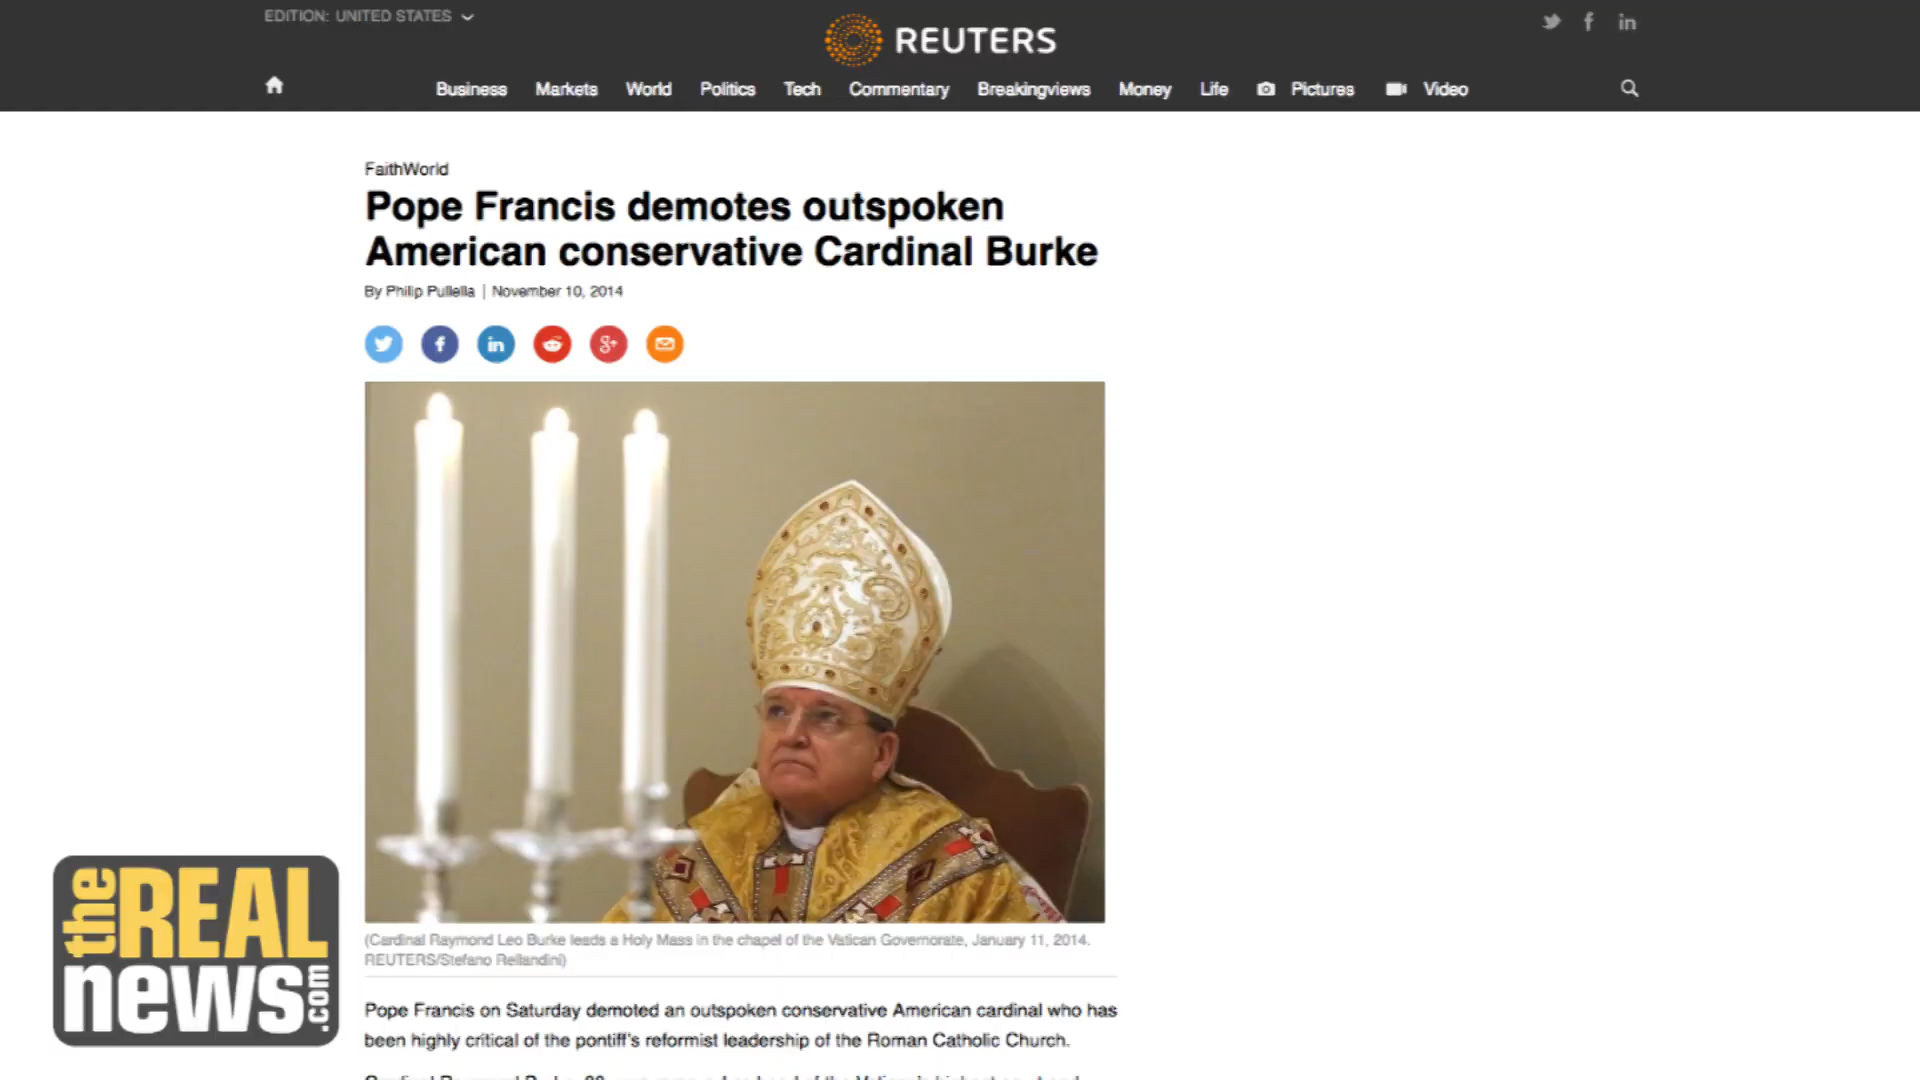 EDITION: UNITED STATES
REUTERS
Business Markets World Politics Tech Commentary Breakingviews Money Life Pictures Video
FaithWorld
Pope Francis demotes outspoken
American conservative Cardinal Burke
By Philip Pullella | November 10, 2014
(Cardinal Raymond Leo Burke leads a Holy Mass in the chapel of the Vatican Governorate, January 11, 2014.
REUTERS/Stefano Rellandini)
Pope Francis on Saturday demoted an outspoken conservative American cardinal who has
been highly critical of the pontiff's reformist leadership of the Roman Catholic Church.
the REAL
news.com